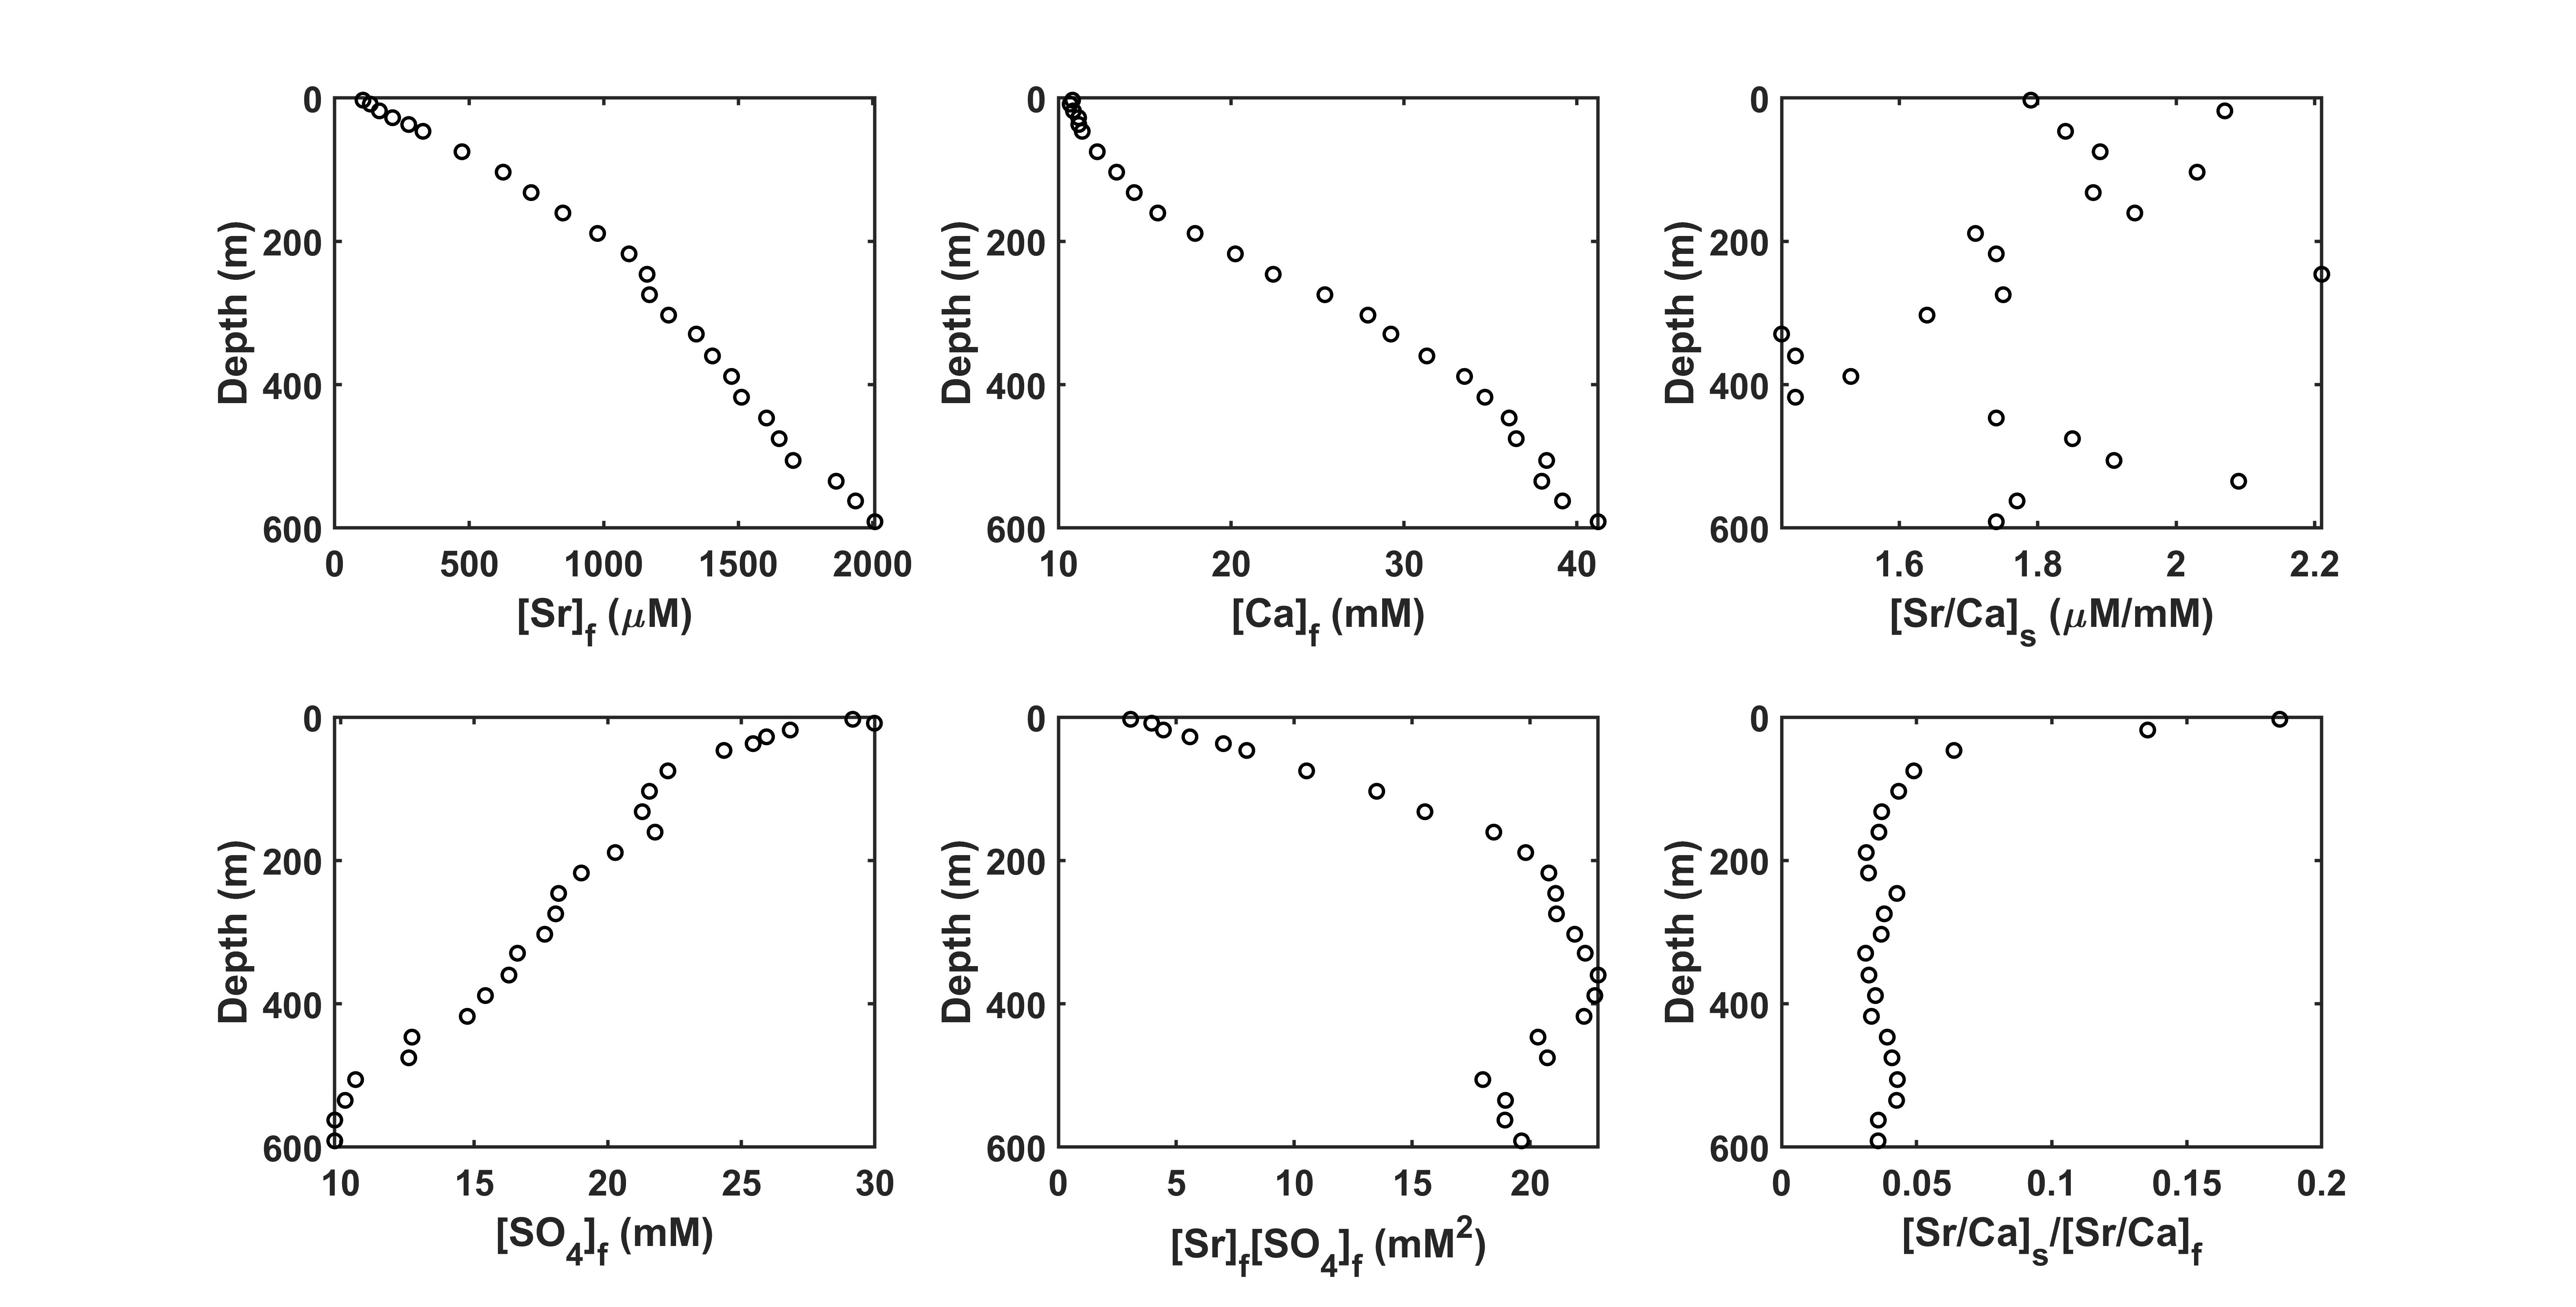 0
200
400
600
Depth (m)
0 500 1000 1500 2000
[Sr]f (μM)
0
200
400
600
Depth (m)
10 20 30 40
[Ca]f (mM)
0
200
400
600
Depth (m)
1.6 1.8 2 2.2
[Sr/Ca]s (μM/mM)
0
200
400
600
Depth (m)
10 15 20 25 30
[SO4]f (mM)
0
200
400
600
Depth (m)
0 5 10 15 20
[Sr]f[SO4]f (mM2)
0
200
400
600
Depth (m)
0 0.05 0.1 0.15 0.2
[Sr/Ca]s/[Sr/Ca]f